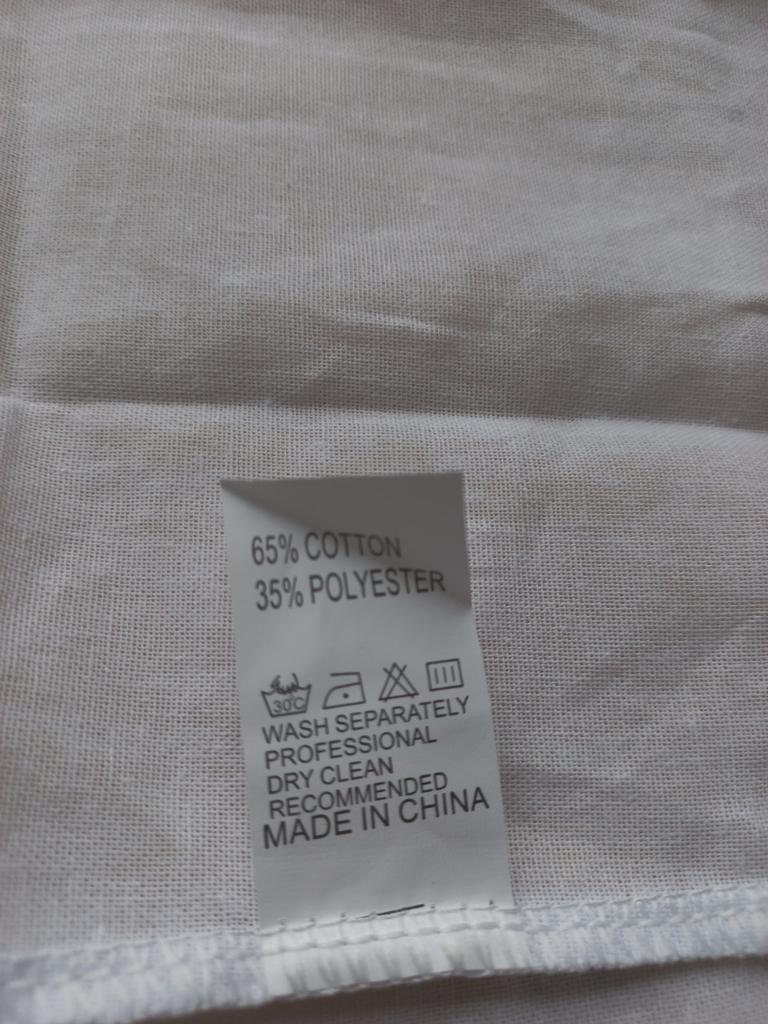 65% COTTON
35% POLYESTER
30°C
WASH SEPARATELY
PROFESSIONAL
DRY CLEAN
RECOMMENDED
MADE IN CHINA